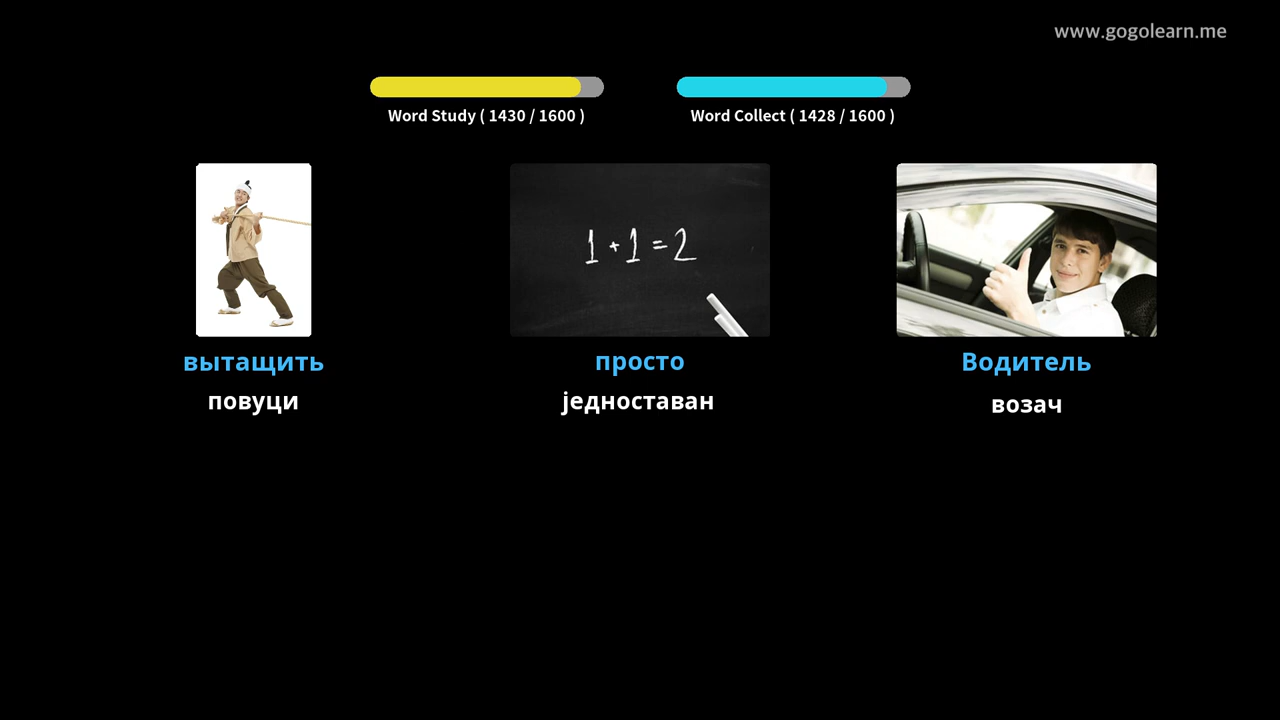 www.gogolearn.me
Word Study ( 1430 / 1600 )
Word Collect ( 1428 / 1600 )
1 + 1 = 2
вытащить
повуци
просто
једноставан
Водитель
возач